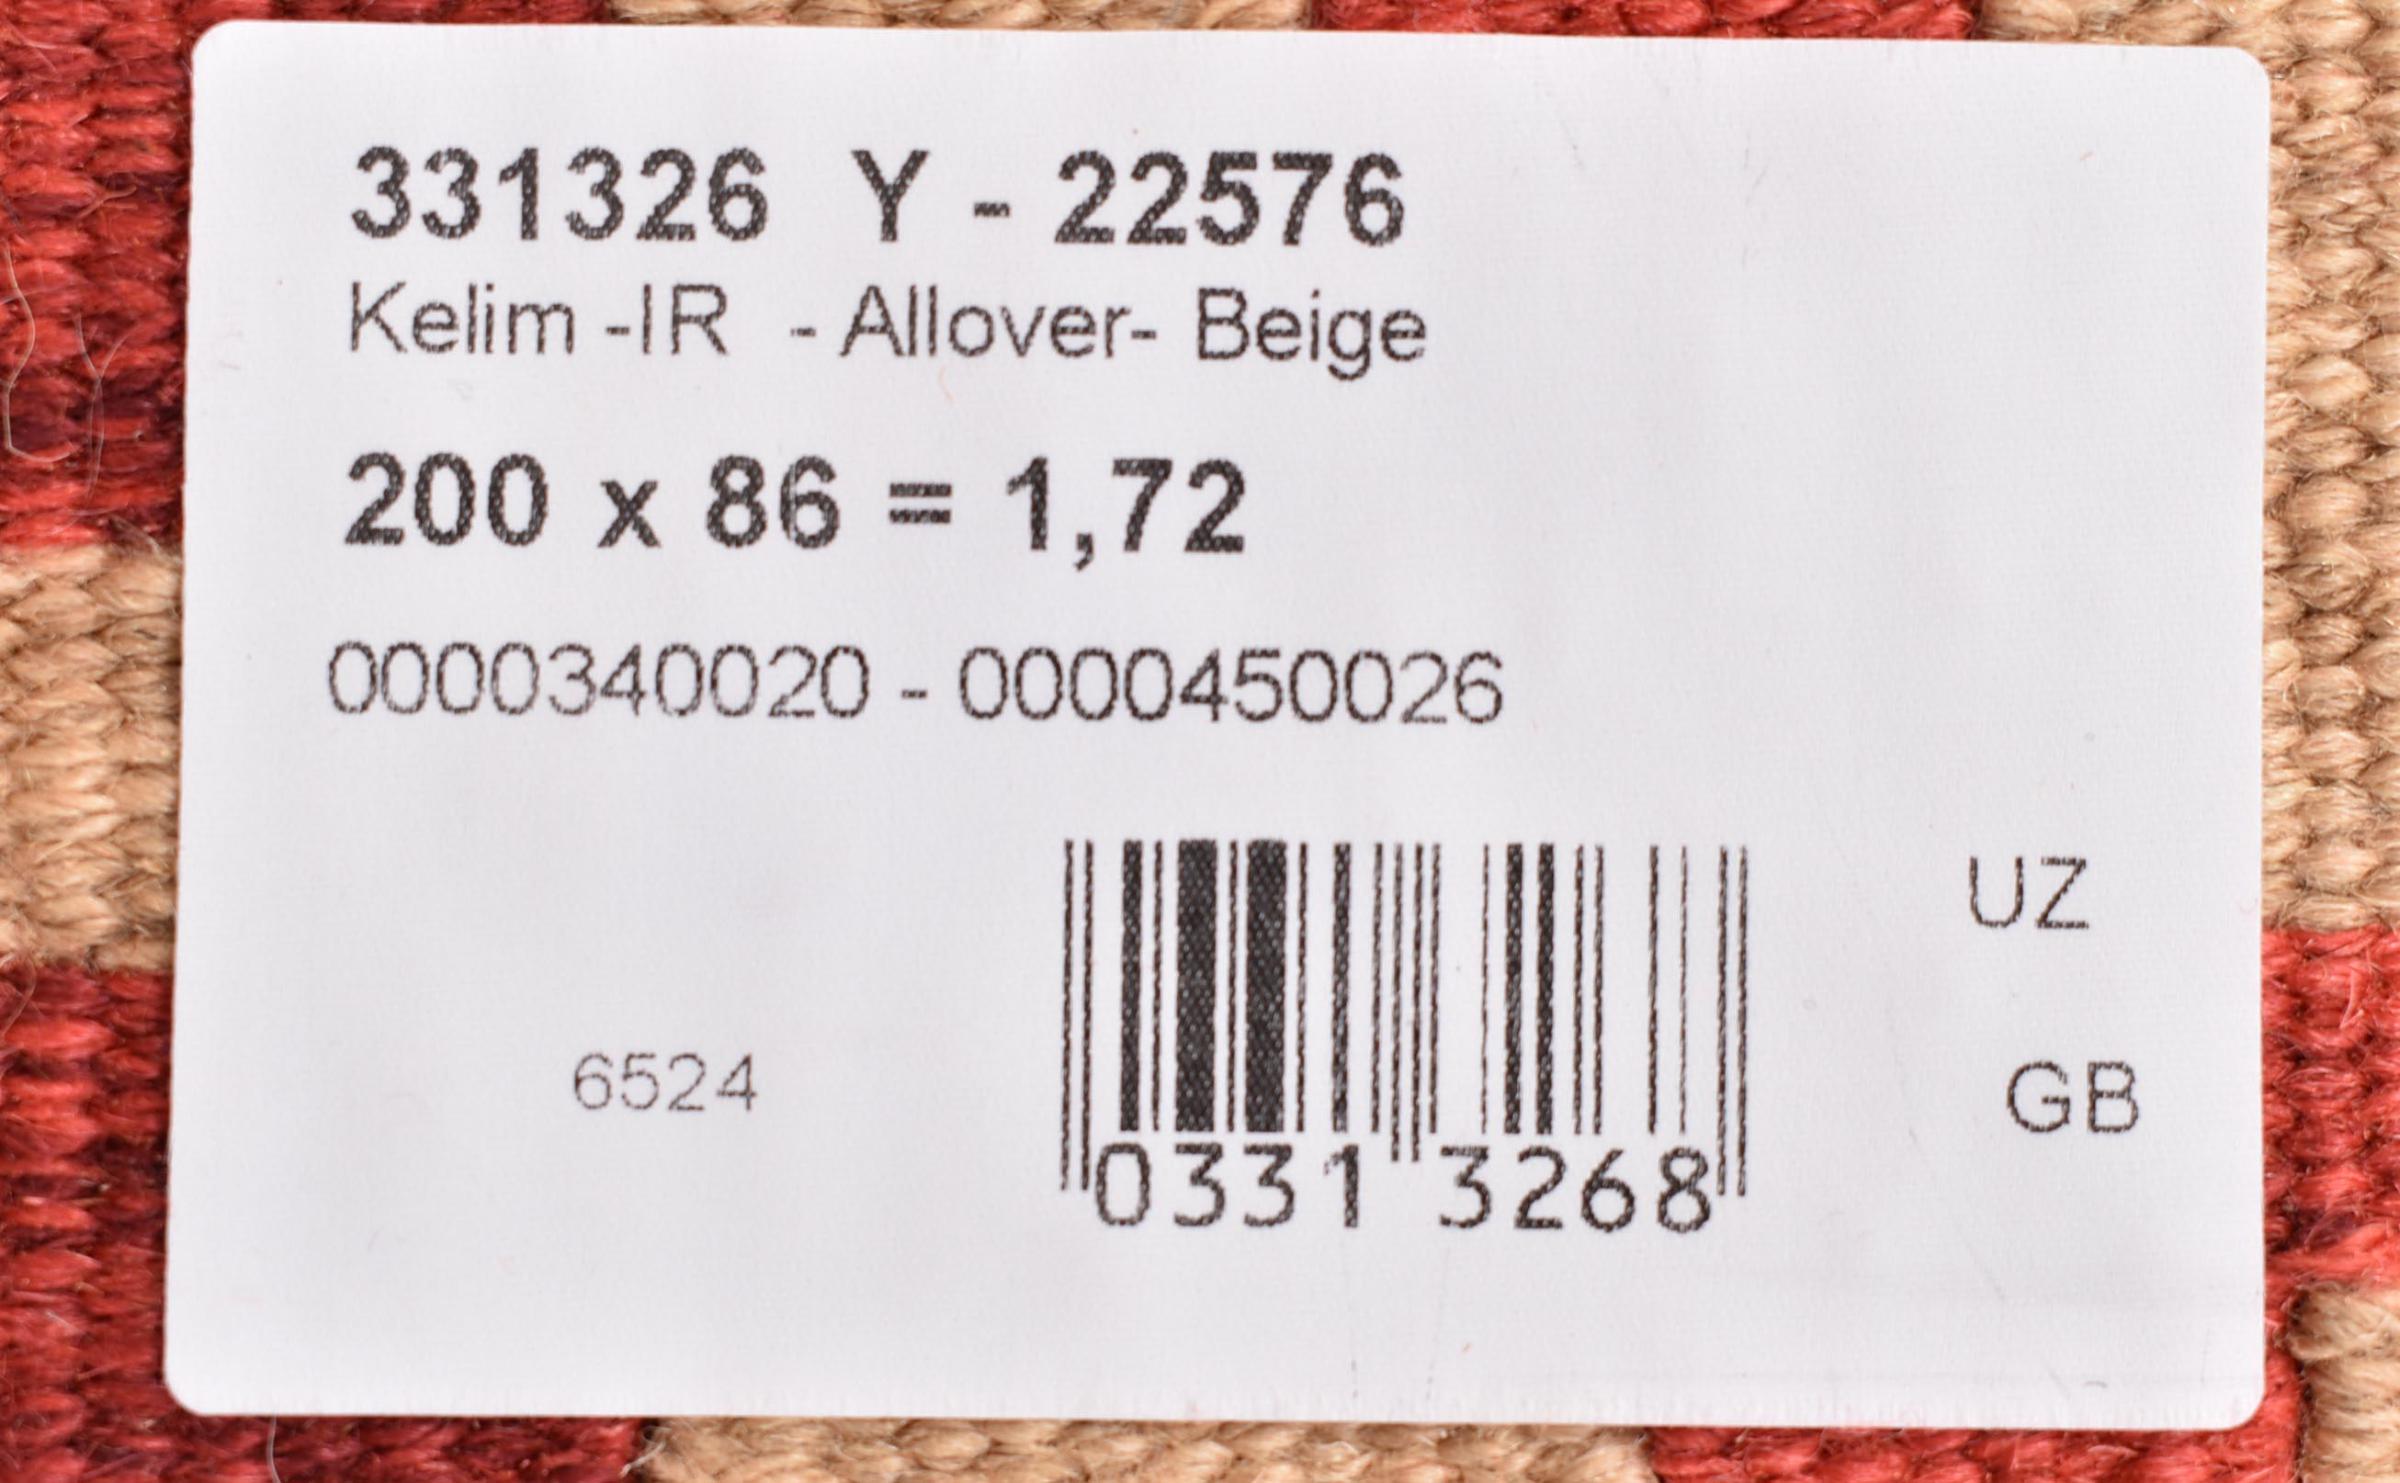 331326 Y - 22576
Kelim -IR - Allover- Beige
200 x 86 = 1,72
0000340020 - 0000450026
UZ
6524
GB
0331 3268